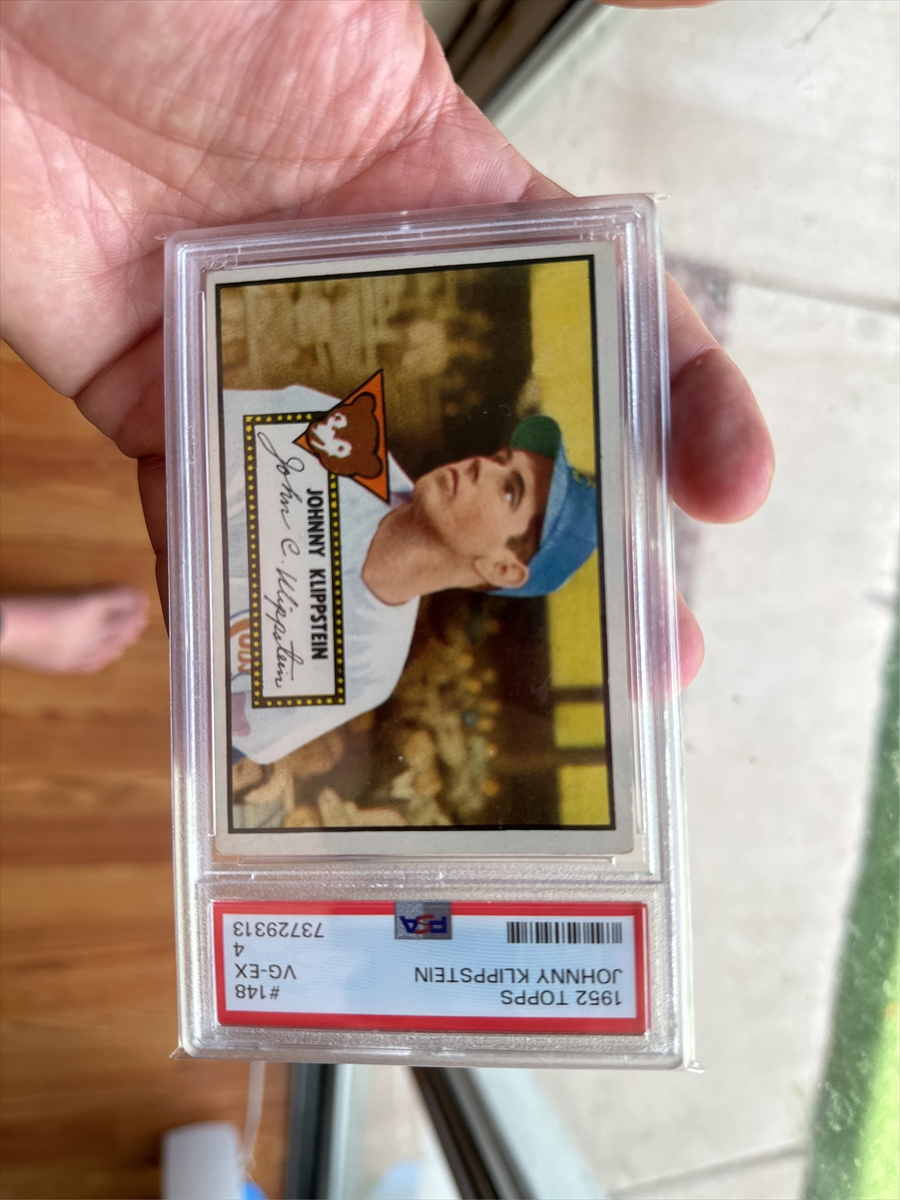 1952 TOPPS
JOHNNY KLIPPSTEIN
#148
VG-EX
4
73729313
PSA
JOHNNY KLIPPSTEIN
John C. Klippstein